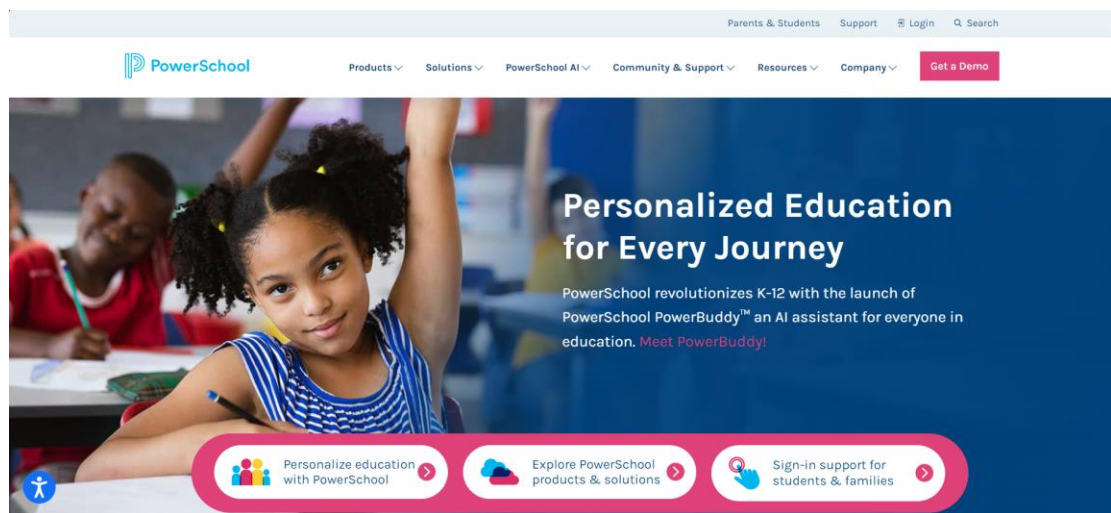 Parents & Students Support Login Search
PowerSchool Products Solutions PowerSchool AI Community & Support Resources Company Get a Demo
Personalized Education
for Every Journey
PowerSchool revolutionizes K-12 with the launch of
PowerSchool PowerBuddy™ an AI assistant for everyone in
education. Meet PowerBuddy!
Personalize education
with PowerSchool
Explore PowerSchool
products & solutions
Sign-in support for
students & families